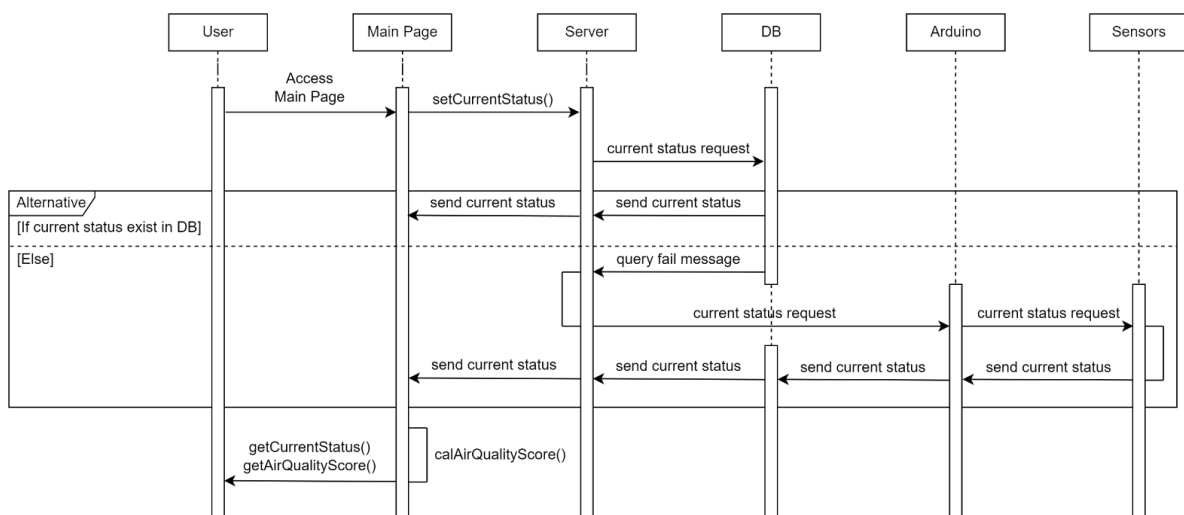 User
Main Page
Server
DB
Arduino
Sensors
Access
Main Page
setCurrentStatus()
current status request
Alternative
[If current status exist in DB]
send current status
send current status
[Else]
query fail message
current status request
current status request
send current status
send current status
send current status
send current status
getCurrentStatus()
getAirQualityScore()
calAirQualityScore()